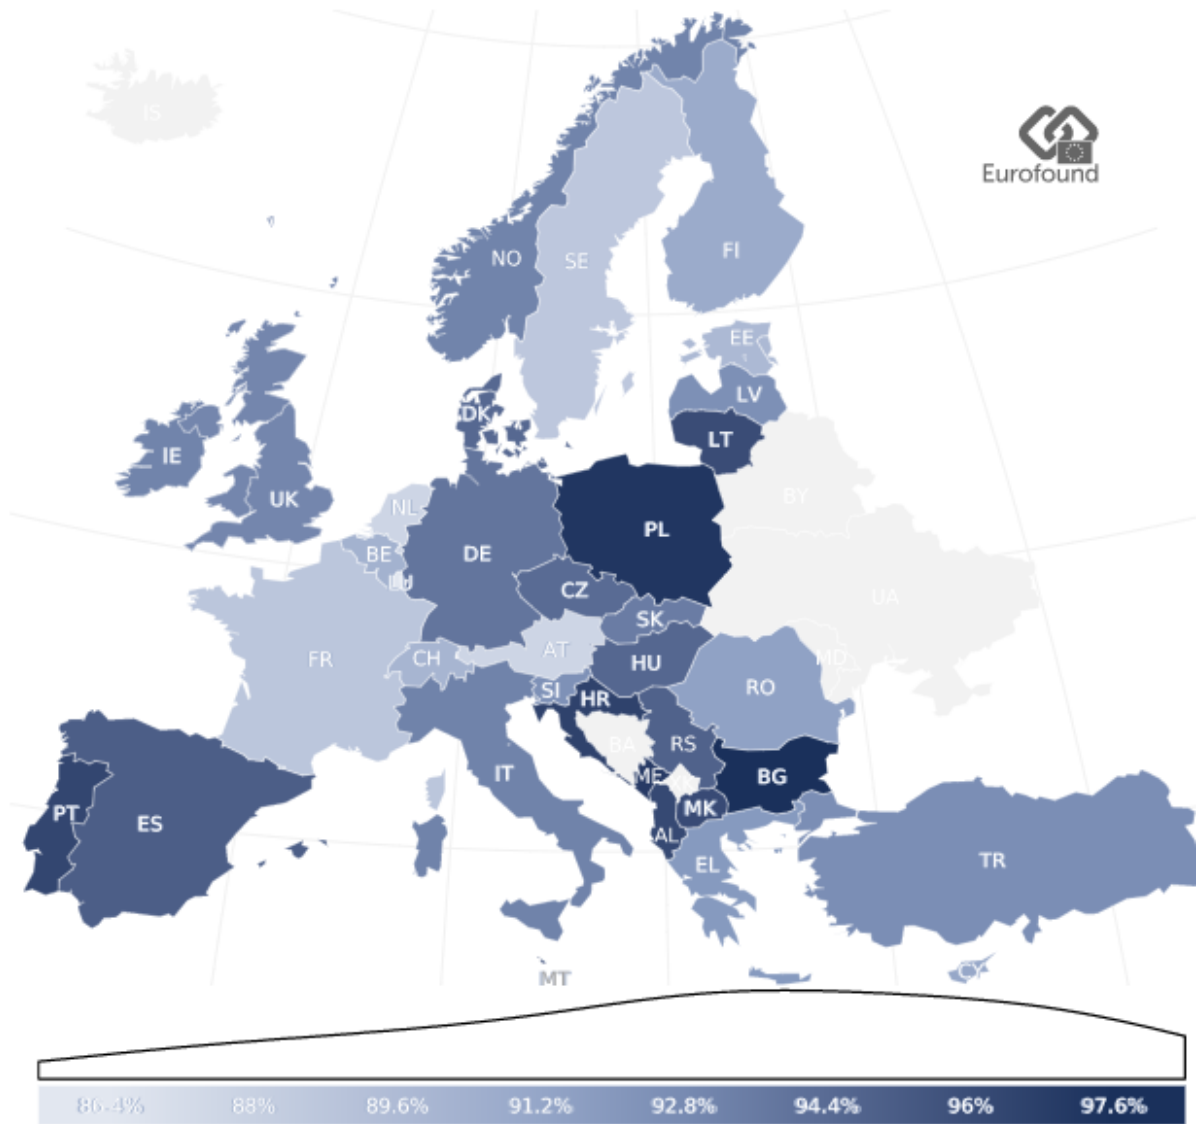 IS
Eurofound
NO
SE
FI
EE
LV
DK
LT
IE
UK
BY
NL
PL
BE
DE
LU
CZ
UA
SK
FR
CH
AT
HU
MD
SI
HR
RO
BA
RS
IT
ME
BG
PT
MK
ES
AL
EL
TR
CY
MT
86.4% 88% 89.6% 91.2% 92.8% 94.4% 96% 97.6%